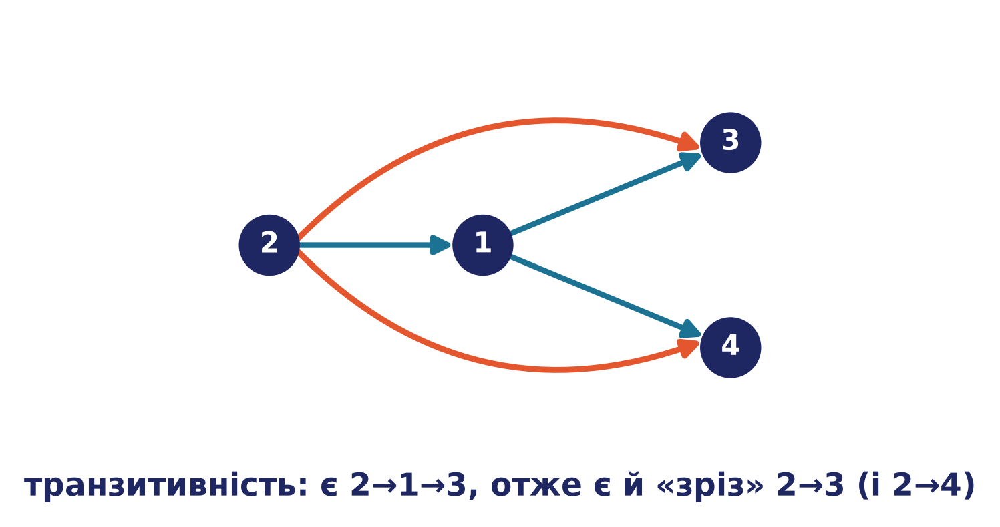 3
2
1
4
транзитивність: є 2→1→3, отже є й «зріз» 2→3 (і 2→4)